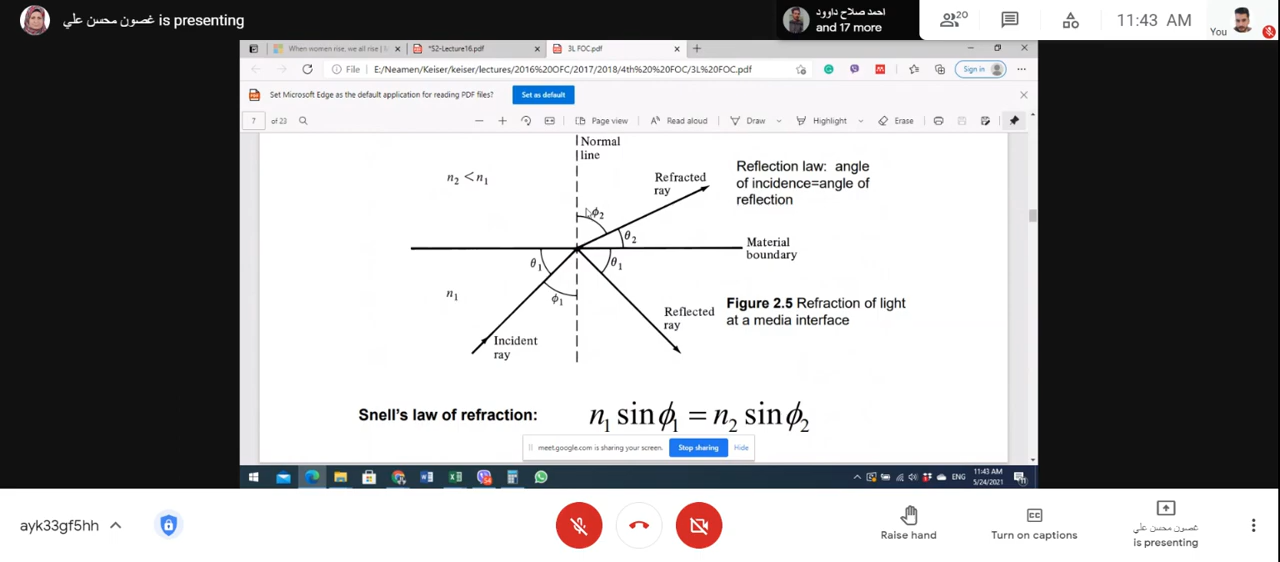 غصون محسن علي is presenting
احمد صلاح داوود
and 17 more
20
11:43 AM
You
When women rise, we all rise | b
*S2-Lecture16.pdf
3L FOC.pdf
File
E:/Neamen/Keiser/keiser/lectures/2016%20OFC/2017/2018/4th%20%20FOC/3L%20FOC.pdf
Sign in
Set Microsoft Edge as the default application for reading PDF files?
Set as default
7 of 23
Page view
Read aloud
Draw
Highlight
Erase
Normal
line
n₂ < n₁
Refracted
ray
Reflection law: angle
of incidence=angle of
reflection
ϕ₂
θ₂
Material
boundary
θ₁
θ₁
n₁
ϕ₁
Figure 2.5 Refraction of light
at a media interface
Reflected
ray
Incident
ray
Snell's law of refraction:
n₁ sin ϕ₁ = n₂ sin ϕ₂
meet.google.com is sharing your screen.
Stop sharing
Hide
ENG
11:43 AM
5/24/2021
ayk33gf5hh
Raise hand
Turn on captions
غصون محسن علي
is presenting